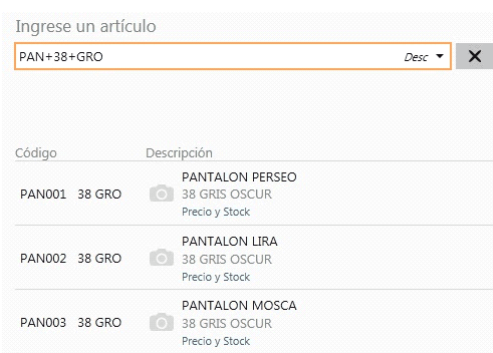 Ingrese un artículo
PAN+38+GRO Desc
Código Descripción
PANTALON PERSEO
PAN001 38 GRO 38 GRIS OSCUR
Precio y Stock
PANTALON LIRA
PAN002 38 GRO 38 GRIS OSCUR
Precio y Stock
PANTALON MOSCA
PAN003 38 GRO 38 GRIS OSCUR
Precio y Stock